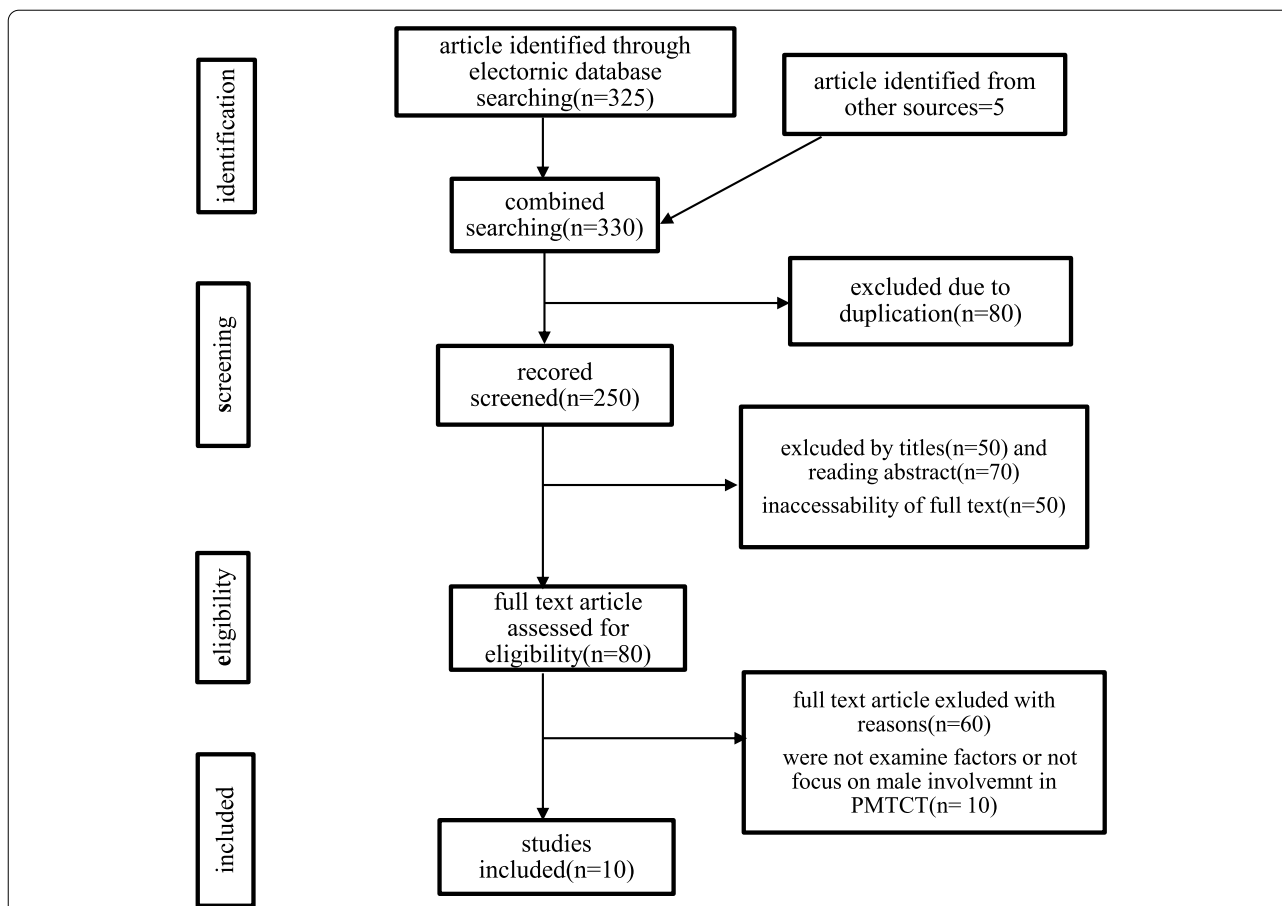 identification
article identified through
electornic database
searching(n=325)
article identified from
other sources=5
combined
searching(n=330)
screening
excluded due to
duplication(n=80)
recored
screened(n=250)
exlcuded by titles(n=50) and
reading abstract(n=70)
inaccessability of full text(n=50)
eligibility
full text article
assessed for
eligibility(n=80)
full text article exluded with
reasons(n=60)
were not examine factors or not
focus on male involvemnt in
PMTCT(n= 10)
included
studies
included(n=10)